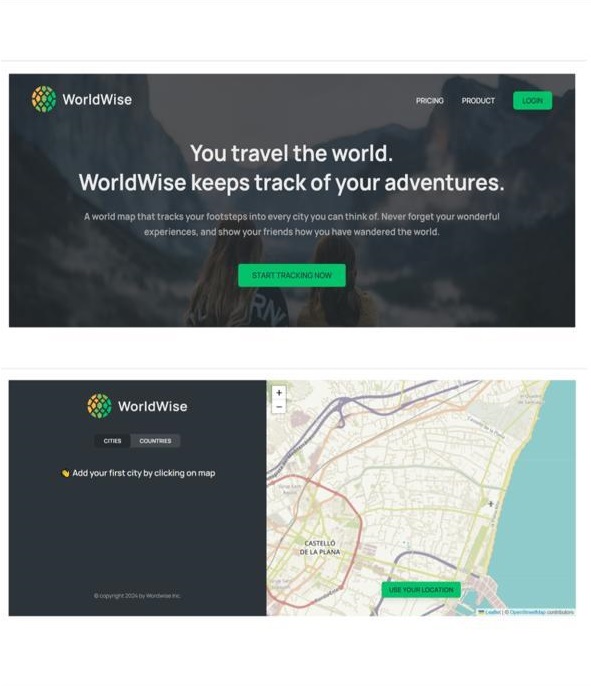 WorldWise
PRICING
PRODUCT
LOGIN
You travel the world.
WorldWise keeps track of your adventures.
A world map that tracks your footsteps into every city you can think of. Never forget your wonderful
experiences, and show your friends how you have wandered the world.
START TRACKING NOW
WorldWise
CITIES
COUNTRIES
👋 Add your first city by clicking on map
© copyright 2024 by Wordwise Inc.
+
−
CASTELLÓ
DE LA PLANA
USE YOUR LOCATION
Leaflet | © OpenStreetMap contributors